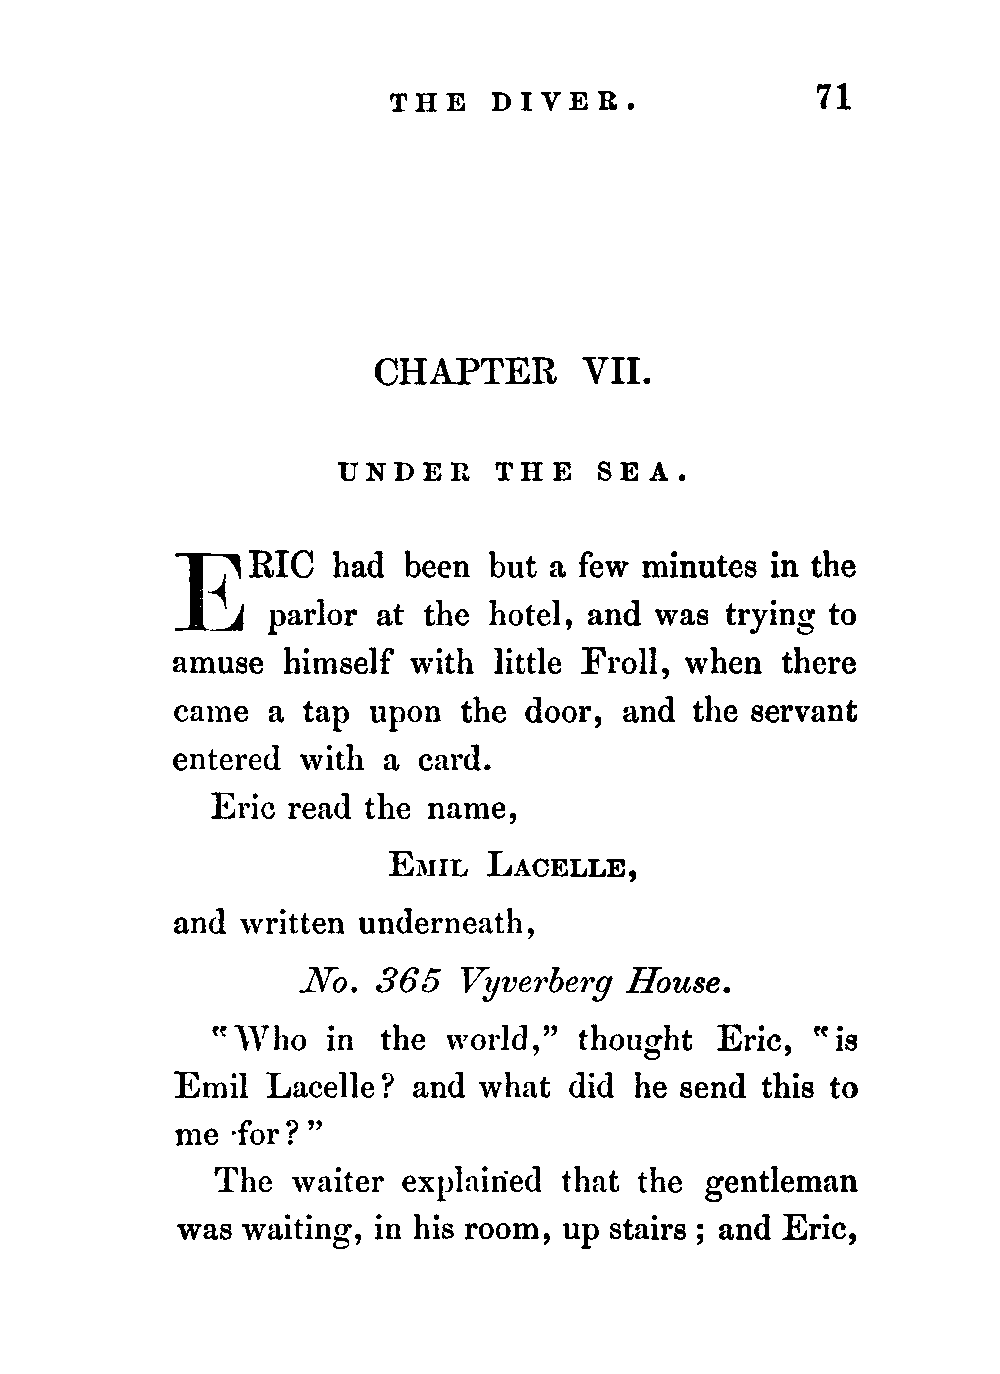 THE DIVER. 71
CHAPTER VII.
UNDER THE SEA.
ERIC had been but a few minutes in the
parlor at the hotel, and was trying to
amuse himself with little Froll, when there
came a tap upon the door, and the servant
entered with a card.
Eric read the name,
EMIL LACELLE,
and written underneath,
No. 365 Vyverberg House.
"Who in the world,” thought Eric, "is
Emil Lacelle? and what did he send this to
me for?”
The waiter explained that the gentleman
was waiting, in his room, up stairs; and Eric,